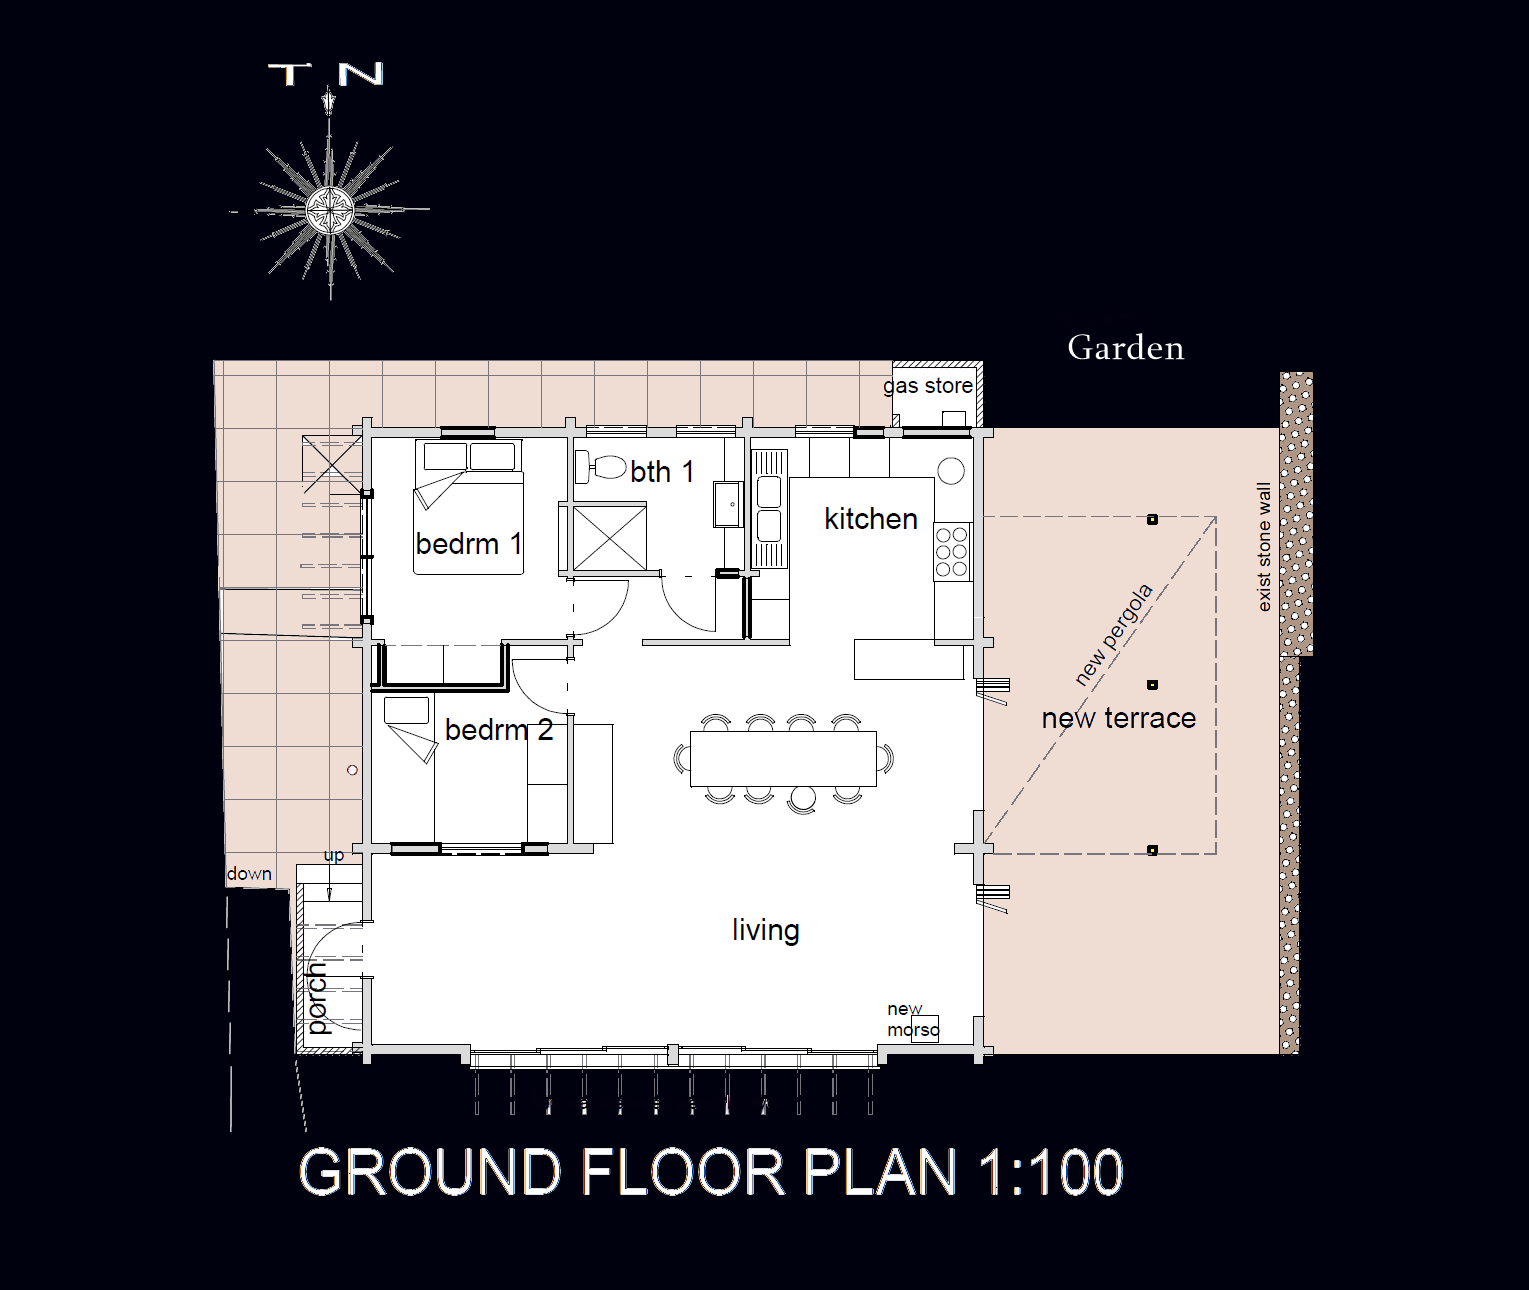 T N
Garden
gas store
bth 1
kitchen
bedrm 1
exist stone wall
new pergola
new terrace
bedrm 2
up
down
living
porch
new
morso
GROUND FLOOR PLAN 1:100